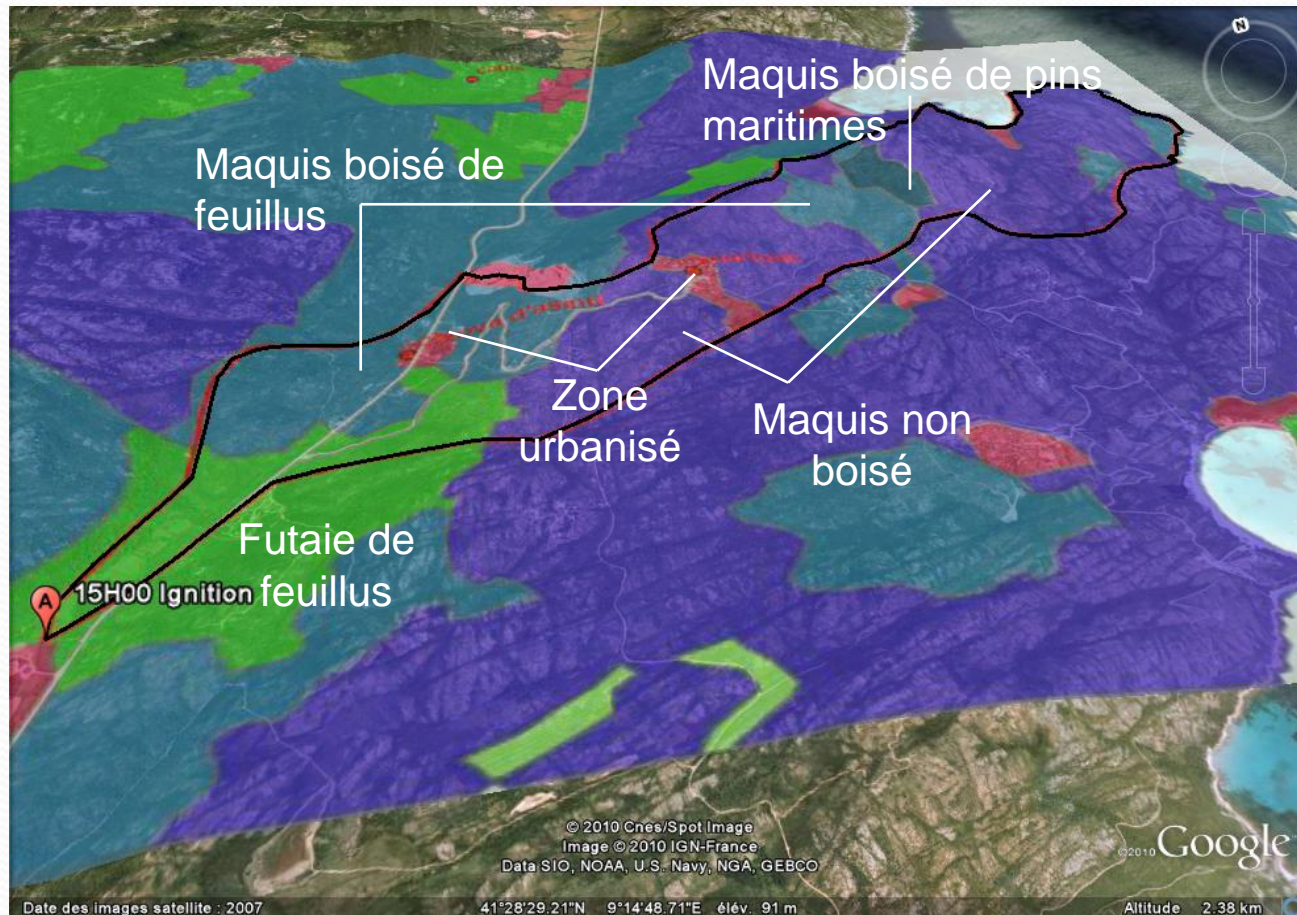 N
Maquis boisé de pins
maritimes
Maquis boisé de
feuillus
Zone
urbanisé
Maquis non
boisé
Futaie de
feuillus
A
15H00 Ignition
© 2010 Cnes/Spot Image
Image © 2010 IGN-France
Data SIO, NOAA, U.S. Navy, NGA, GEBCO
©2010 Google
Date des images satellite : 2007
41°28'29.21"N 9°14'48.71"E élév. 91 m
Altitude 2.38 km